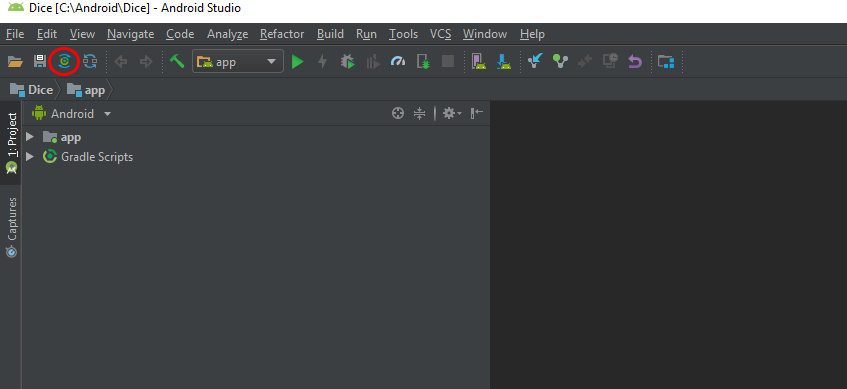 Dice [C:\Android\Dice] - Android Studio
File Edit View Navigate Code Analyze Refactor Build Run Tools VCS Window Help
app
Dice app
1: Project
Android
app
Gradle Scripts
Captures